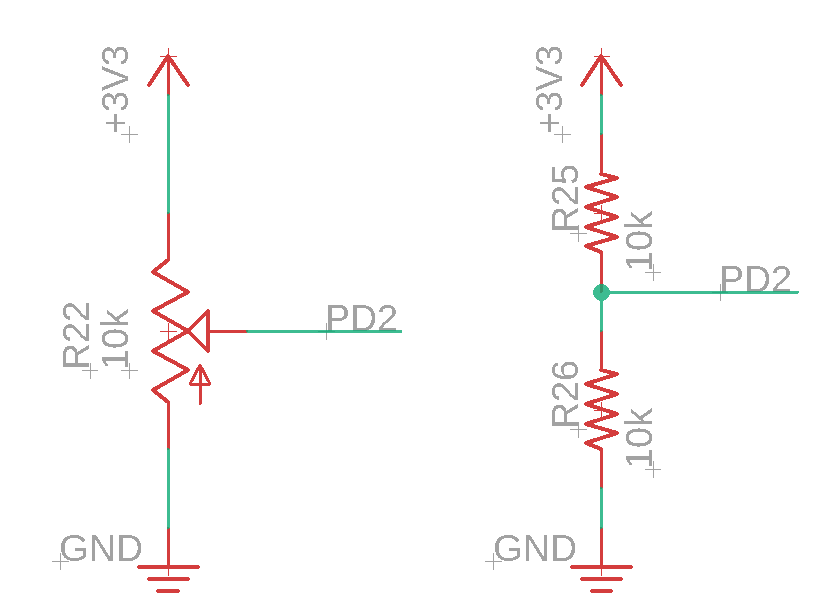 +3V3
R22
10k
PD2
GND
+3V3
R25
10k
PD2
R26
10k
GND